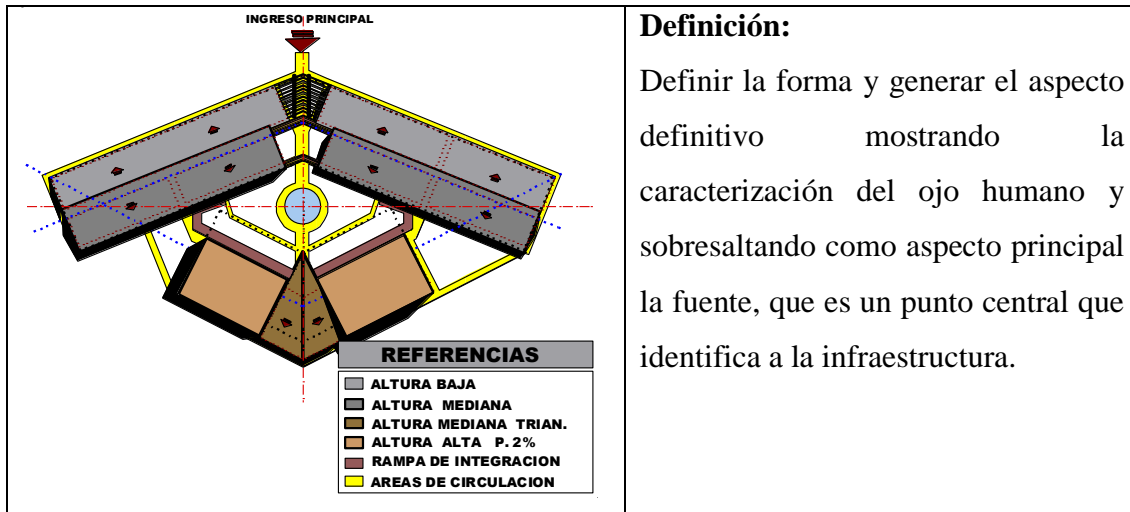 INGRESO PRINCIPAL
REFERENCIAS
ALTURA BAJA
ALTURA MEDIANA
ALTURA MEDIANA TRIAN.
ALTURA ALTA P. 2%
RAMPA DE INTEGRACION
AREAS DE CIRCULACION
Definición:
Definir la forma y generar el aspecto
definitivo mostrando la
caracterización del ojo humano y
sobresaltando como aspecto principal
la fuente, que es un punto central que
identifica a la infraestructura.